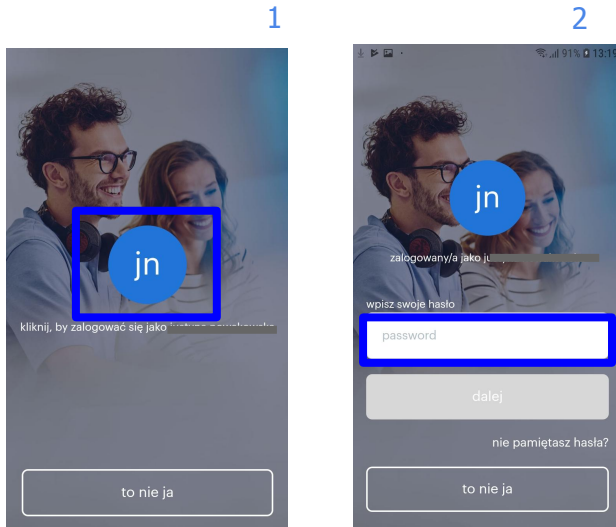 1
jn
kliknij, by zalogować się jako
to nie ja
2
91% 13:19
jn
zalogowany/a jako
wpisz swoje hasło
password
dalej
nie pamiętasz hasła?
to nie ja